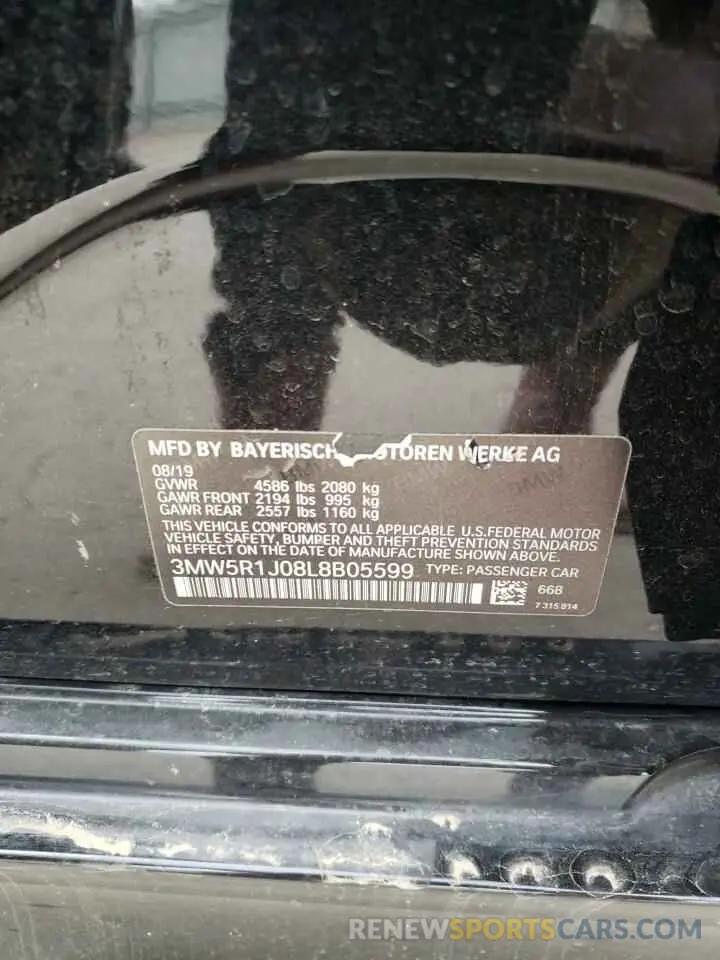 MFD BY BAYERISCH TOREN WERKE AG
08/19
GVWR 4586 lbs 2080 kg
GAWR FRONT 2194 lbs 995 kg
GAWR REAR 2557 lbs 1160 kg
THIS VEHICLE CONFORMS TO ALL APPLICABLE U.S.FEDERAL MOTOR
VEHICLE SAFETY, BUMPER AND THEFT PREVENTION STANDARDS
IN EFFECT ON THE DATE OF MANUFACTURE SHOWN ABOVE.
3MW5R1J08L8B05599 TYPE: PASSENGER CAR
668
7 315 814
RENEWSPORTSCARS.COM